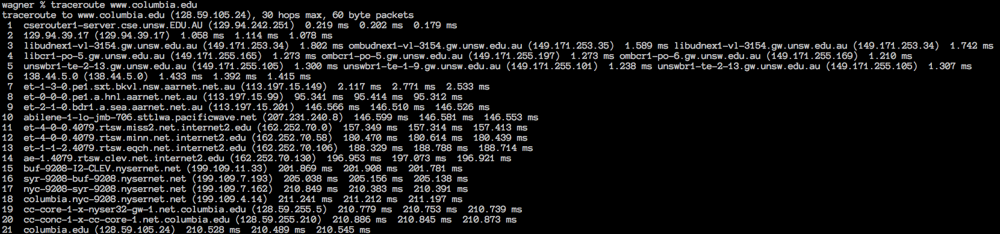 wagner % traceroute www.columbia.edu
traceroute to www.columbia.edu (128.59.105.24), 30 hops max, 60 byte packets
1 cserouter1-server.cse.unsw.EDU.AU (129.94.242.251) 0.219 ms 0.202 ms 0.179 ms
2 129.94.39.17 (129.94.39.17) 1.058 ms 1.114 ms 1.078 ms
3 libudnex1-vl-3154.gw.unsw.edu.au (149.171.253.34) 1.802 ms ombudnex1-vl-3154.gw.unsw.edu.au (149.171.253.35) 1.589 ms libudnex1-vl-3154.gw.unsw.edu.au (149.171.253.34) 1.742 ms
4 libcr1-po-5.gw.unsw.edu.au (149.171.255.165) 1.273 ms ombcr1-po-5.gw.unsw.edu.au (149.171.255.197) 1.273 ms ombcr1-po-6.gw.unsw.edu.au (149.171.255.169) 1.210 ms
5 unswbr1-te-2-13.gw.unsw.edu.au (149.171.255.105) 1.300 ms unswbr1-te-1-9.gw.unsw.edu.au (149.171.255.101) 1.238 ms unswbr1-te-2-13.gw.unsw.edu.au (149.171.255.105) 1.307 ms
6 138.44.5.0 (138.44.5.0) 1.433 ms 1.392 ms 1.415 ms
7 et-1-3-0.pe1.sxt.bkvl.nsw.aarnet.net.au (113.197.15.149) 2.117 ms 2.771 ms 2.533 ms
8 et-0-0-0.pe1.a.hnl.aarnet.net.au (113.197.15.99) 95.341 ms 95.414 ms 95.312 ms
9 et-2-1-0.bdr1.a.sea.aarnet.net.au (113.197.15.201) 146.566 ms 146.510 ms 146.526 ms
10 abilene-1-lo-jmb-706.sttlwa.pacificwave.net (207.231.240.8) 146.599 ms 146.581 ms 146.553 ms
11 et-4-0-0.4079.rtsw.miss2.net.internet2.edu (162.252.70.0) 157.349 ms 157.314 ms 157.413 ms
12 et-4-0-0.4079.rtsw.minn.net.internet2.edu (162.252.70.58) 180.470 ms 180.614 ms 180.439 ms
13 et-1-1-2.4079.rtsw.eqch.net.internet2.edu (162.252.70.106) 188.329 ms 188.788 ms 188.714 ms
14 ae-1.4079.rtsw.clev.net.internet2.edu (162.252.70.130) 196.953 ms 197.073 ms 196.921 ms
15 buf-9208-I2-CLEV.nysernet.net (199.109.11.33) 201.869 ms 201.908 ms 201.781 ms
16 syr-9208-buf-9208.nysernet.net (199.109.7.193) 205.038 ms 205.156 ms 205.138 ms
17 nyc-9208-syr-9208.nysernet.net (199.109.7.162) 210.849 ms 210.383 ms 210.391 ms
18 columbia.nyc-9208.nysernet.net (199.109.4.14) 211.241 ms 211.212 ms 211.197 ms
19 cc-core-1-x-nyser32-gw-1.net.columbia.edu (128.59.255.5) 210.779 ms 210.753 ms 210.739 ms
20 cc-conc-1-x-cc-core-1.net.columbia.edu (128.59.255.210) 210.886 ms 210.845 ms 210.873 ms
21 columbia.edu (128.59.105.24) 210.528 ms 210.489 ms 210.545 ms